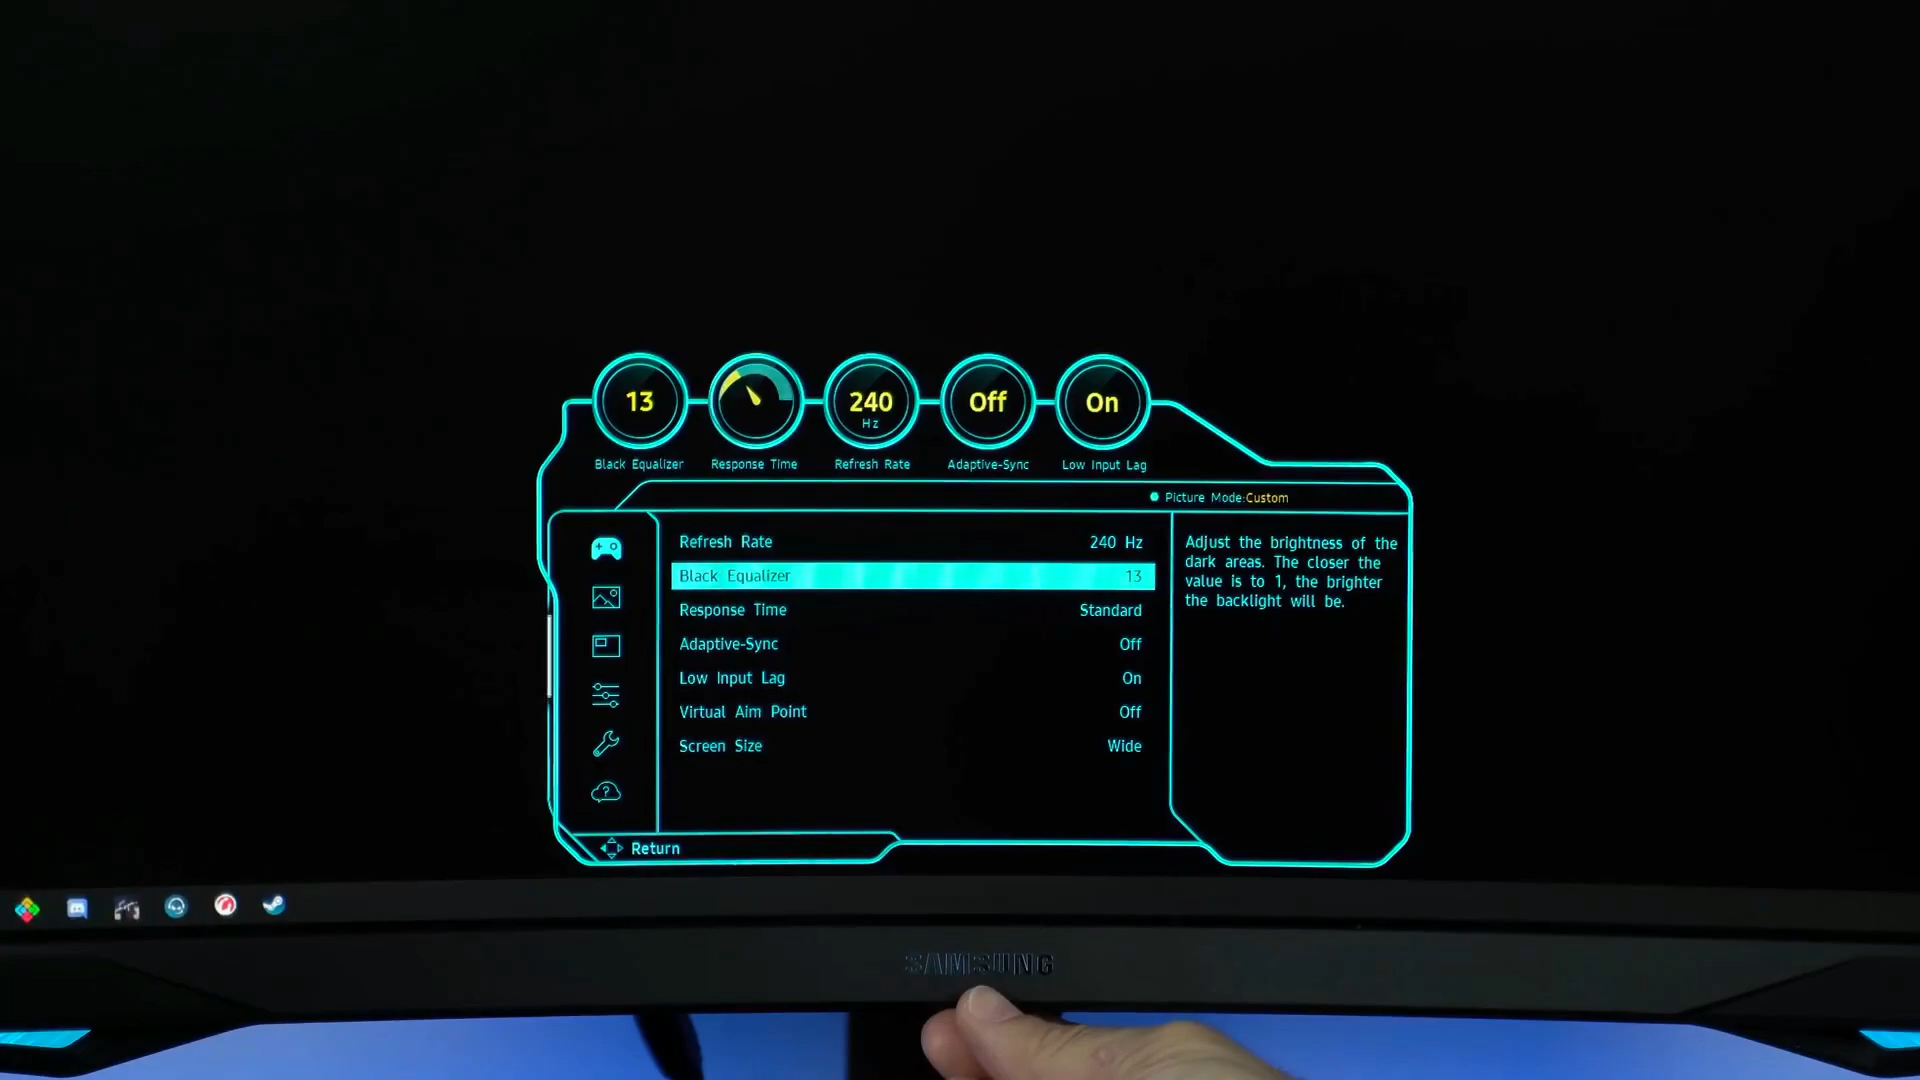 13
240
Hz
Off
On
Black Equalizer
Response Time
Refresh Rate
Adaptive-Sync
Low Input Lag
Picture Mode:Custom
Refresh Rate 240 Hz
Black Equalizer 13
Response Time Standard
Adaptive-Sync Off
Low Input Lag On
Virtual Aim Point Off
Screen Size Wide
Adjust the brightness of the
dark areas. The closer the
value is to 1, the brighter
the backlight will be.
Return
SAMSUNG